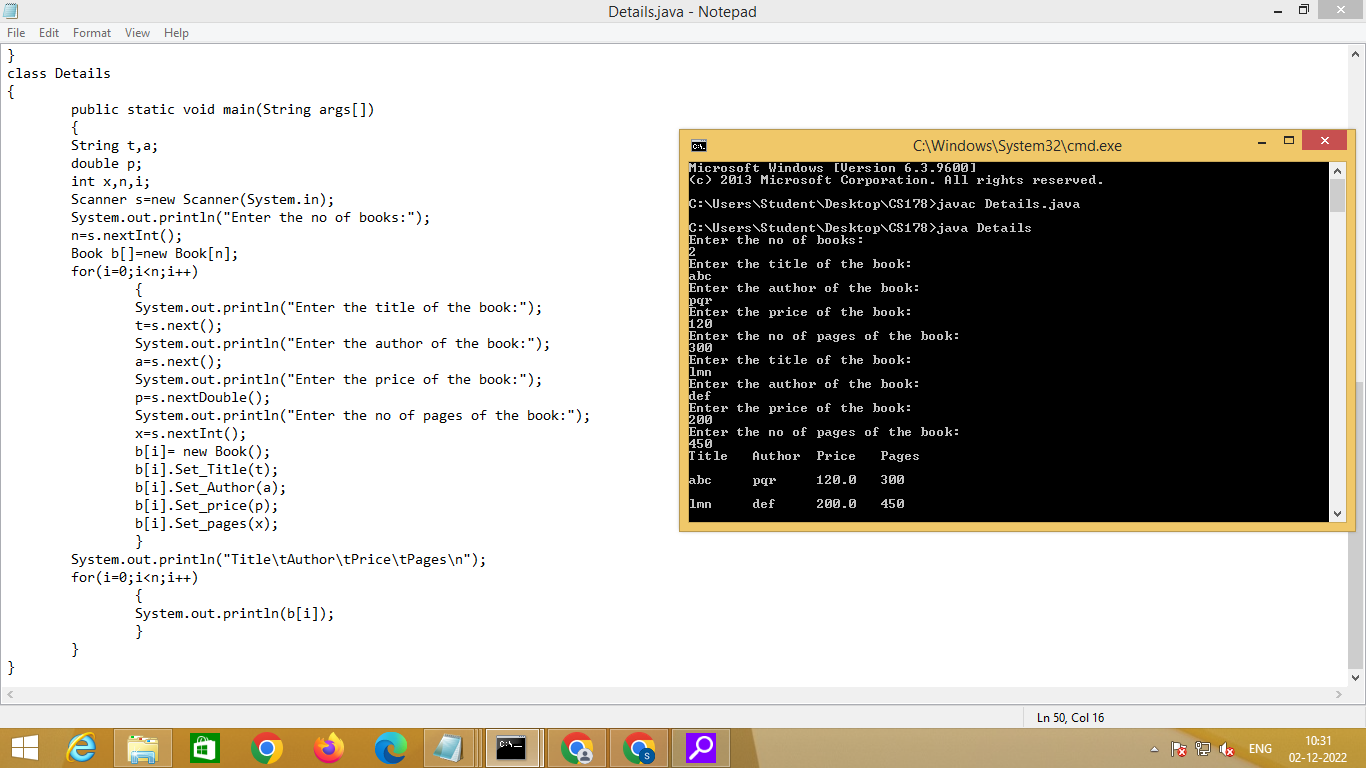 Details.java - Notepad
File Edit Format View Help
}
class Details
{
public static void main(String args[])
{
String t,a;
double p;
int x,n,i;
Scanner s=new Scanner(System.in);
System.out.println("Enter the no of books:");
n=s.nextInt();
Book b[]=new Book[n];
for(i=0;i<n;i++)
{
System.out.println("Enter the title of the book:");
t=s.next();
System.out.println("Enter the author of the book:");
a=s.next();
System.out.println("Enter the price of the book:");
p=s.nextDouble();
System.out.println("Enter the no of pages of the book:");
x=s.nextInt();
b[i]= new Book();
b[i].Set_Title(t);
b[i].Set_Author(a);
b[i].Set_price(p);
b[i].Set_pages(x);
}
System.out.println("Title\tAuthor\tPrice\tPages\n");
for(i=0;i<n;i++)
{
System.out.println(b[i]);
}
}
}
C:\Windows\System32\cmd.exe
Microsoft Windows [Version 6.3.9600]
(c) 2013 Microsoft Corporation. All rights reserved.
C:\Users\Student\Desktop\CS178>javac Details.java
C:\Users\Student\Desktop\CS178>java Details
Enter the no of books:
2
Enter the title of the book:
abc
Enter the author of the book:
pqr
Enter the price of the book:
120
Enter the no of pages of the book:
300
Enter the title of the book:
lmn
Enter the author of the book:
def
Enter the price of the book:
200
Enter the no of pages of the book:
450
Title Author Price Pages
abc pqr 120.0 300
lmn def 200.0 450
Ln 50, Col 16
C:\.
S
ENG
10:31
02-12-2022